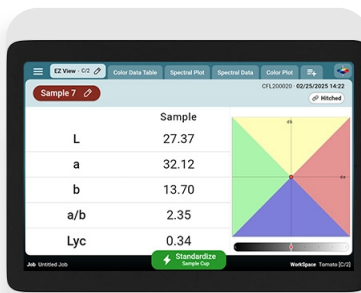 EZ View - C/2
Color Data Table
Spectral Plot
Spectral Data
Color Plot
Sample 7
CFL200020 · 02/25/2025 14:22
Hitched
Sample
L 27.37
a 32.12
b 13.70
a/b 2.35
Lyc 0.34
Standardize
Sample Cup
Job Untitled Job
WorkSpace Tomato [C/2]